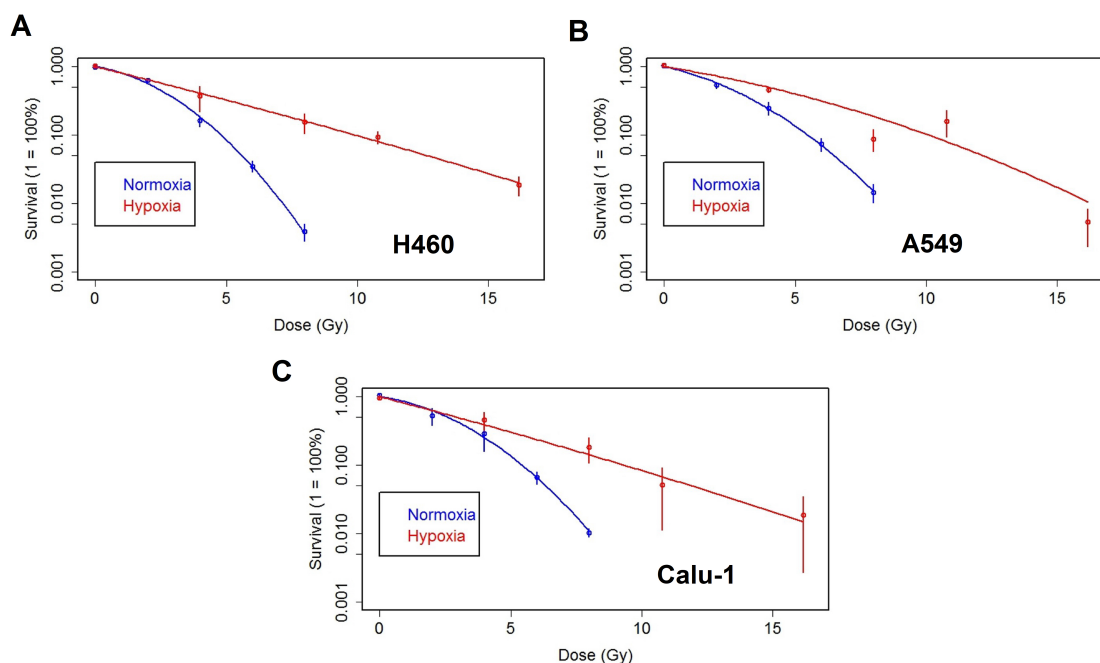 A
Survival (1 = 100%)
1.000
0.100
0.010
0.001
Normoxia
Hypoxia
H460
0
5
10
15
Dose (Gy)
B
Survival (1 = 100%)
1.000
0.100
0.010
0.001
Normoxia
Hypoxia
A549
0
5
10
15
Dose (Gy)
C
Survival (1 = 100%)
1.000
0.100
0.010
0.001
Normoxia
Hypoxia
Calu-1
0
5
10
15
Dose (Gy)